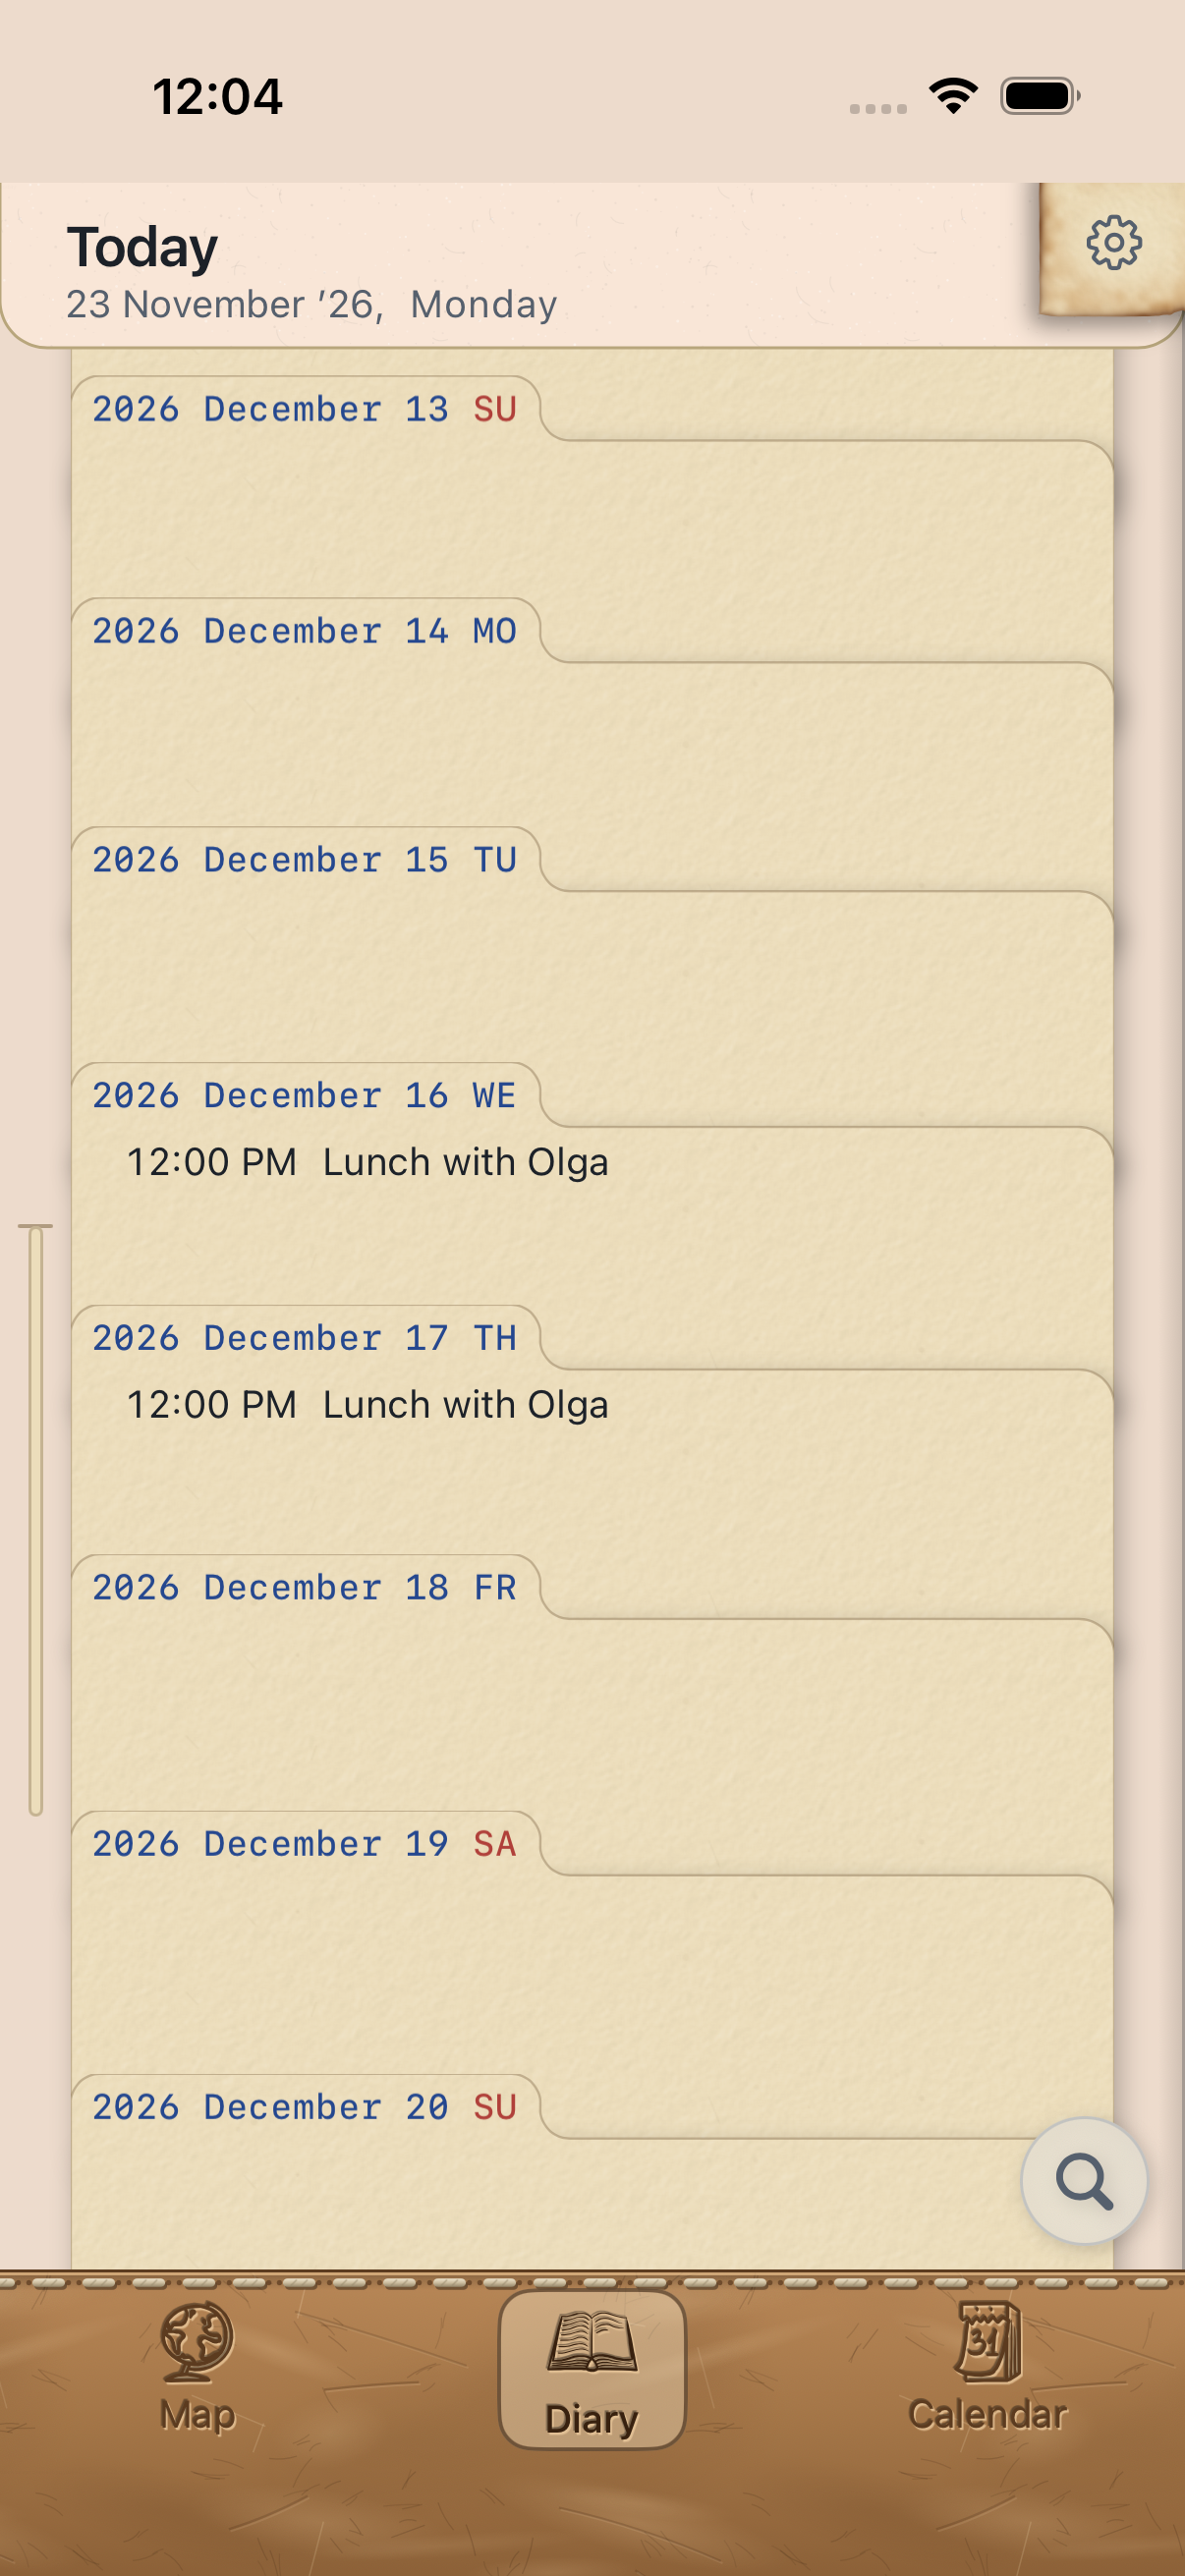 12:04
Today
23 November ’26, Monday
2026 December 13 SU
2026 December 14 MO
2026 December 15 TU
2026 December 16 WE
12:00 PM Lunch with Olga
2026 December 17 TH
12:00 PM Lunch with Olga
2026 December 18 FR
2026 December 19 SA
2026 December 20 SU
31
Map
Diary
Calendar